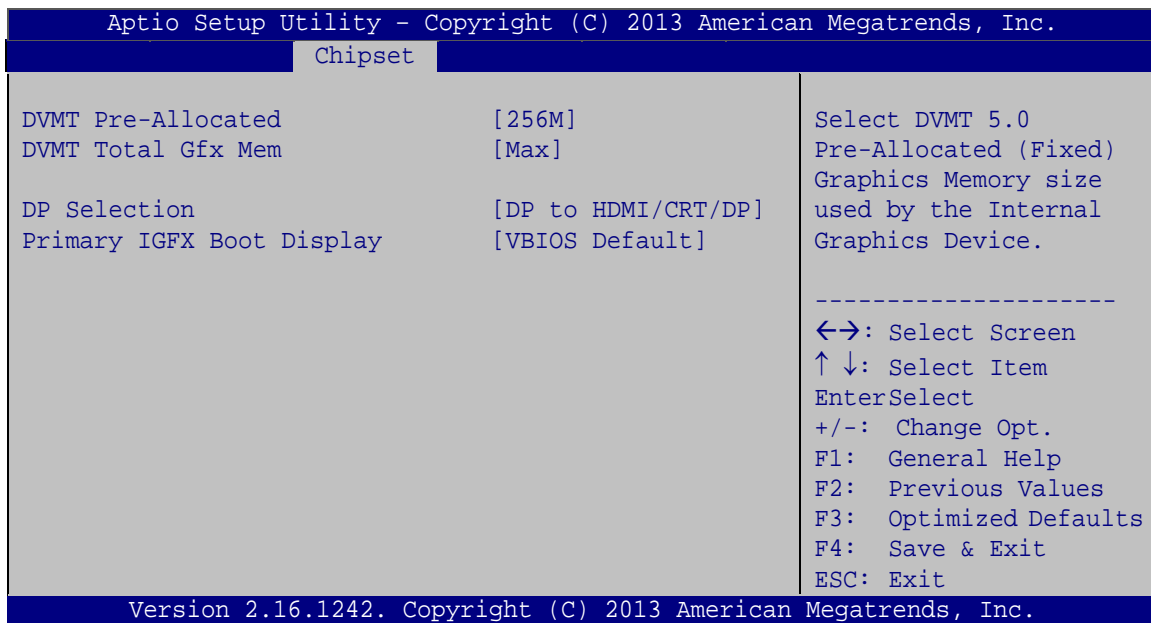 Aptio Setup Utility – Copyright (C) 2013 American Megatrends, Inc.
Chipset
DVMT Pre-Allocated [256M]
DVMT Total Gfx Mem [Max]
DP Selection [DP to HDMI/CRT/DP]
Primary IGFX Boot Display [VBIOS Default]
Select DVMT 5.0
Pre-Allocated (Fixed)
Graphics Memory size
used by the Internal
Graphics Device.
---------------------
←→: Select Screen
↑ ↓: Select Item
EnterSelect
+/-: Change Opt.
F1: General Help
F2: Previous Values
F3: Optimized Defaults
F4: Save & Exit
ESC: Exit
Version 2.16.1242. Copyright (C) 2013 American Megatrends, Inc.